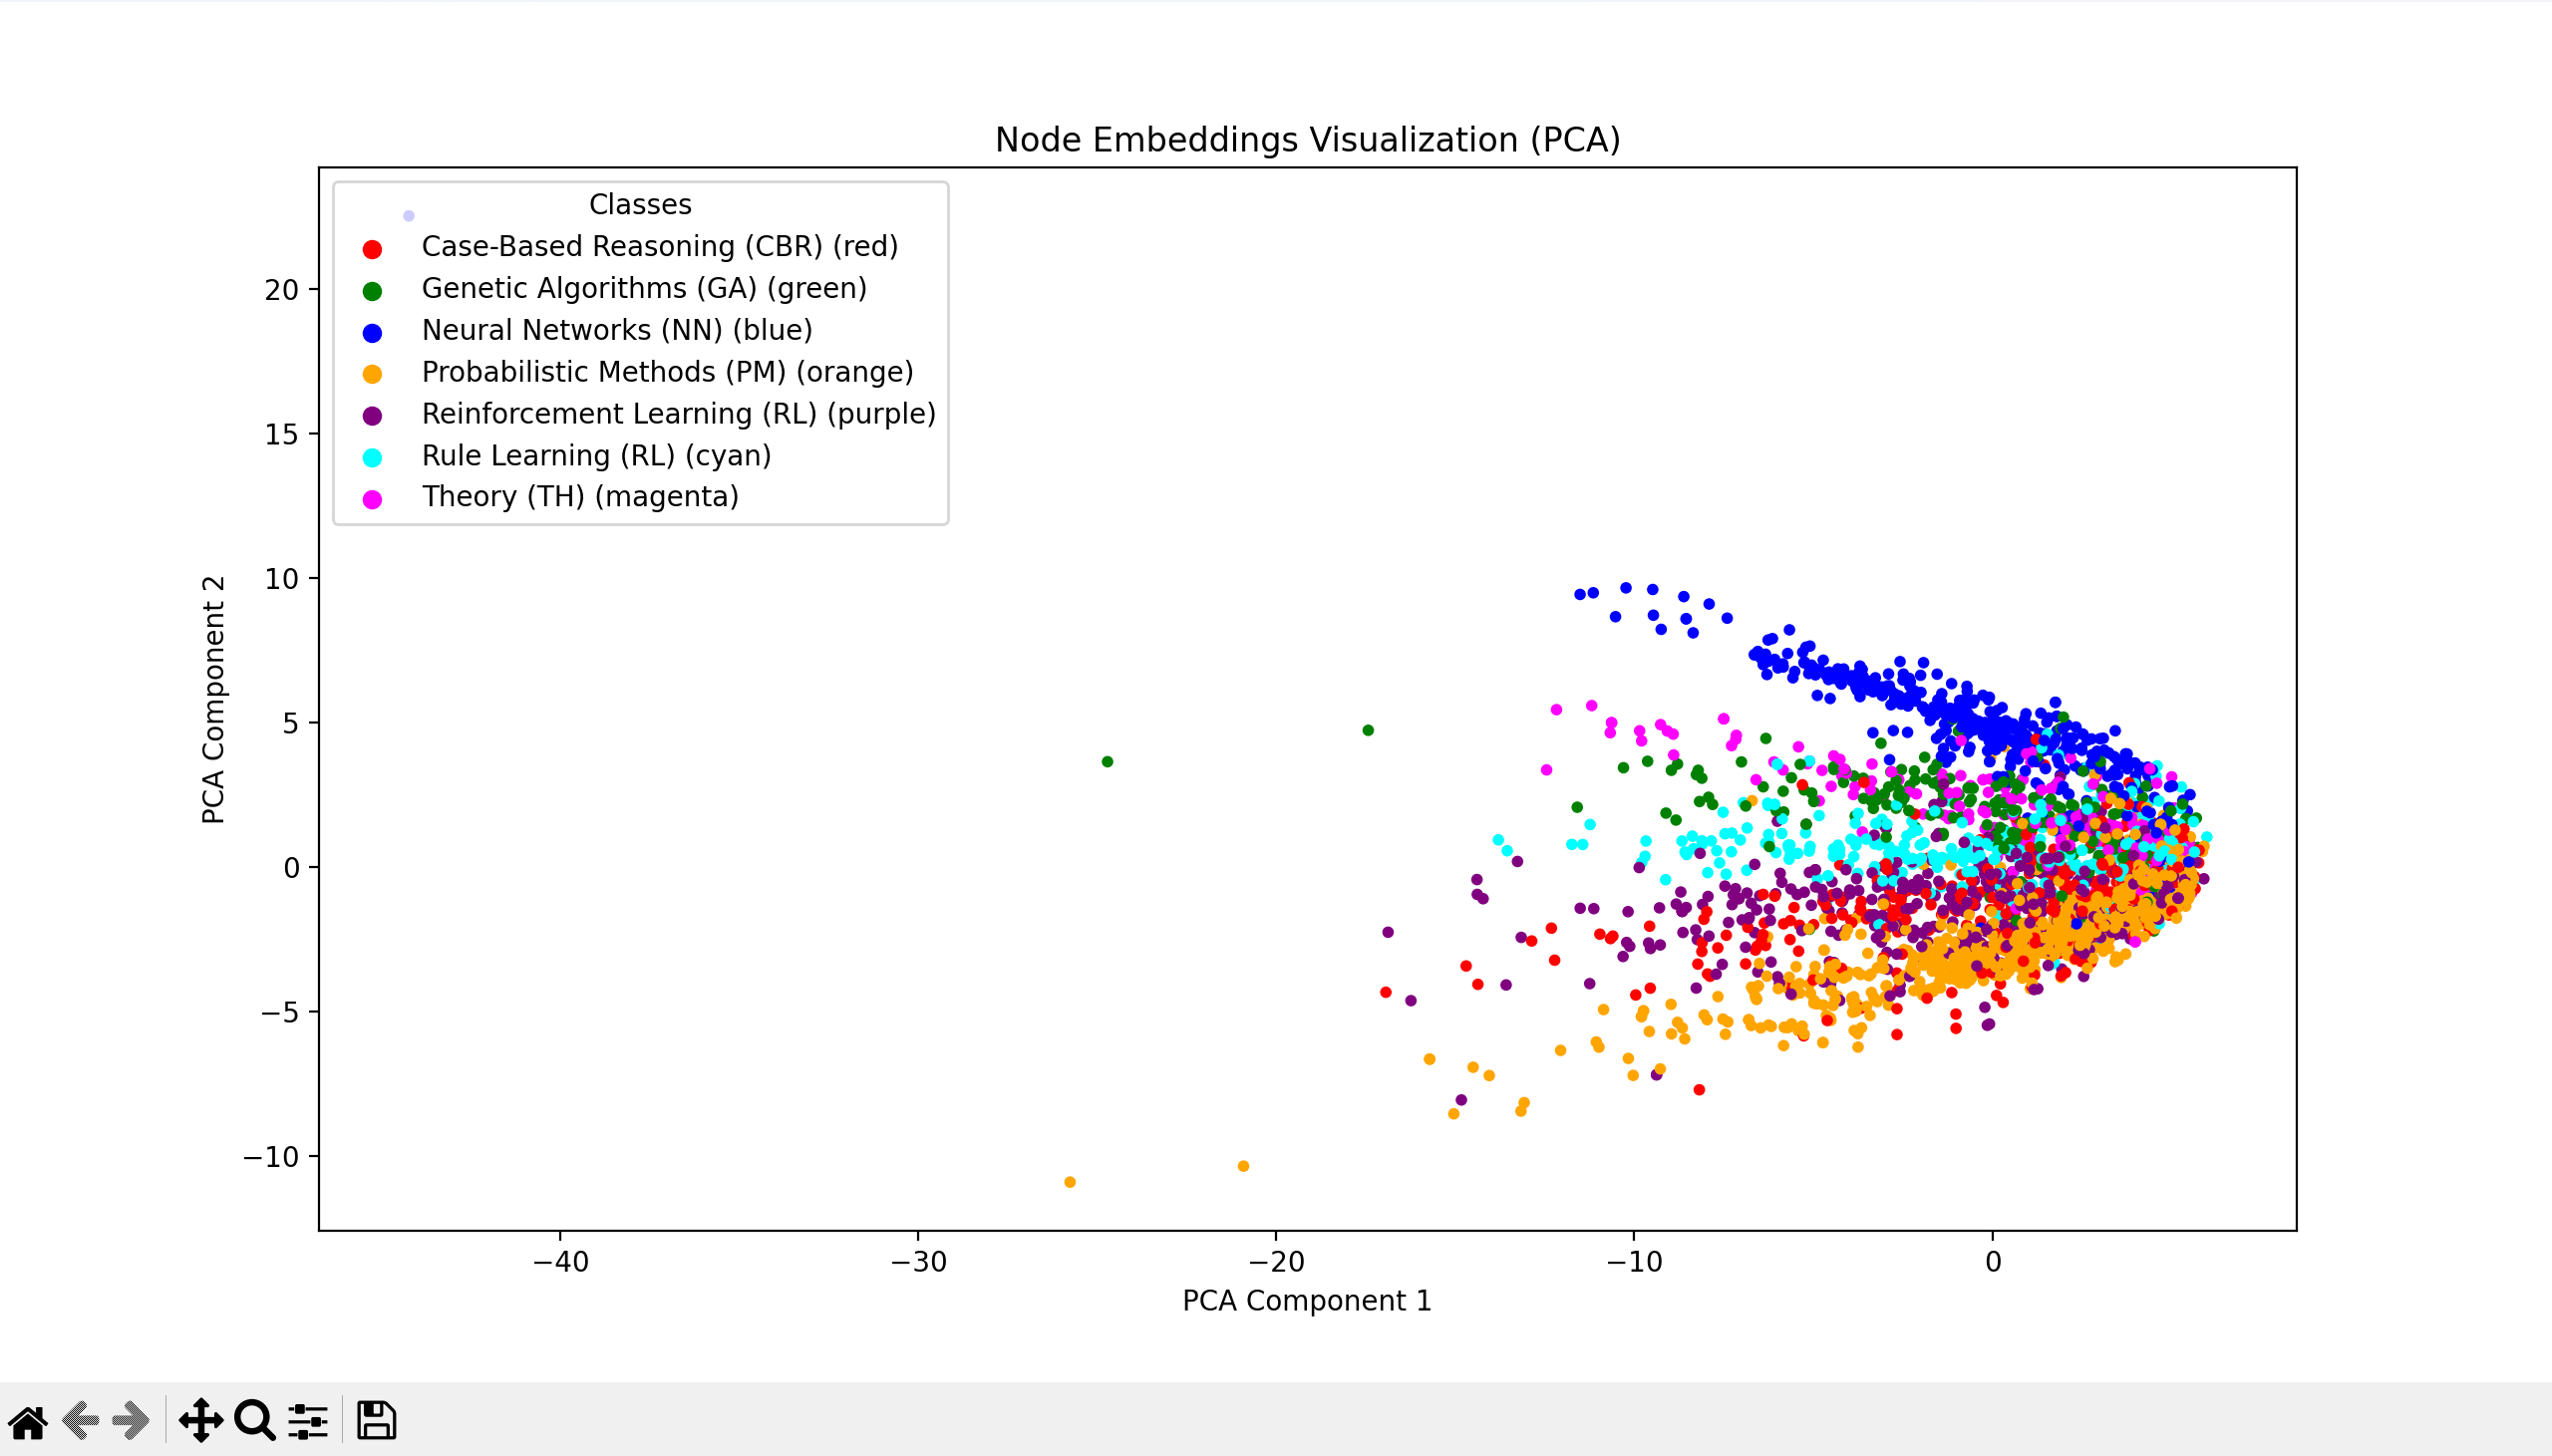 Node Embeddings Visualization (PCA)
Classes
Case-Based Reasoning (CBR) (red)
Genetic Algorithms (GA) (green)
Neural Networks (NN) (blue)
Probabilistic Methods (PM) (orange)
Reinforcement Learning (RL) (purple)
Rule Learning (RL) (cyan)
Theory (TH) (magenta)
PCA Component 2
20
15
10
5
0
−5
−10
−40 −30 −20 −10 0
PCA Component 1